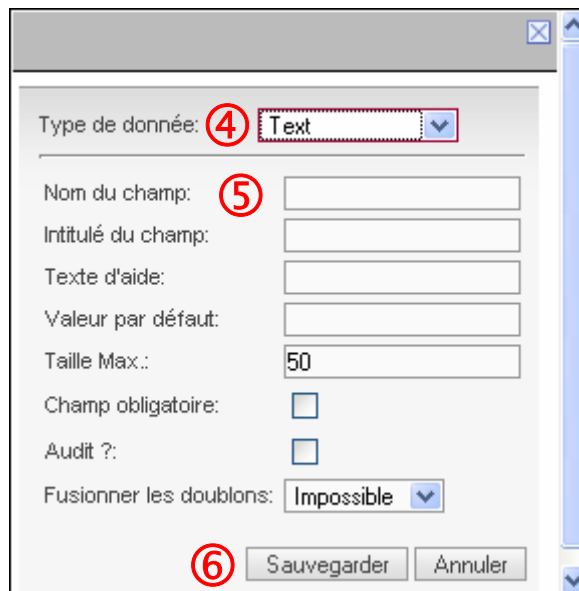 Type de donnée: ④ Text
Nom du champ: ⑤
Intitulé du champ:
Texte d'aide:
Valeur par défaut:
Taille Max.: 50
Champ obligatoire:
Audit ?:
Fusionner les doublons: Impossible
⑥ Sauvegarder Annuler